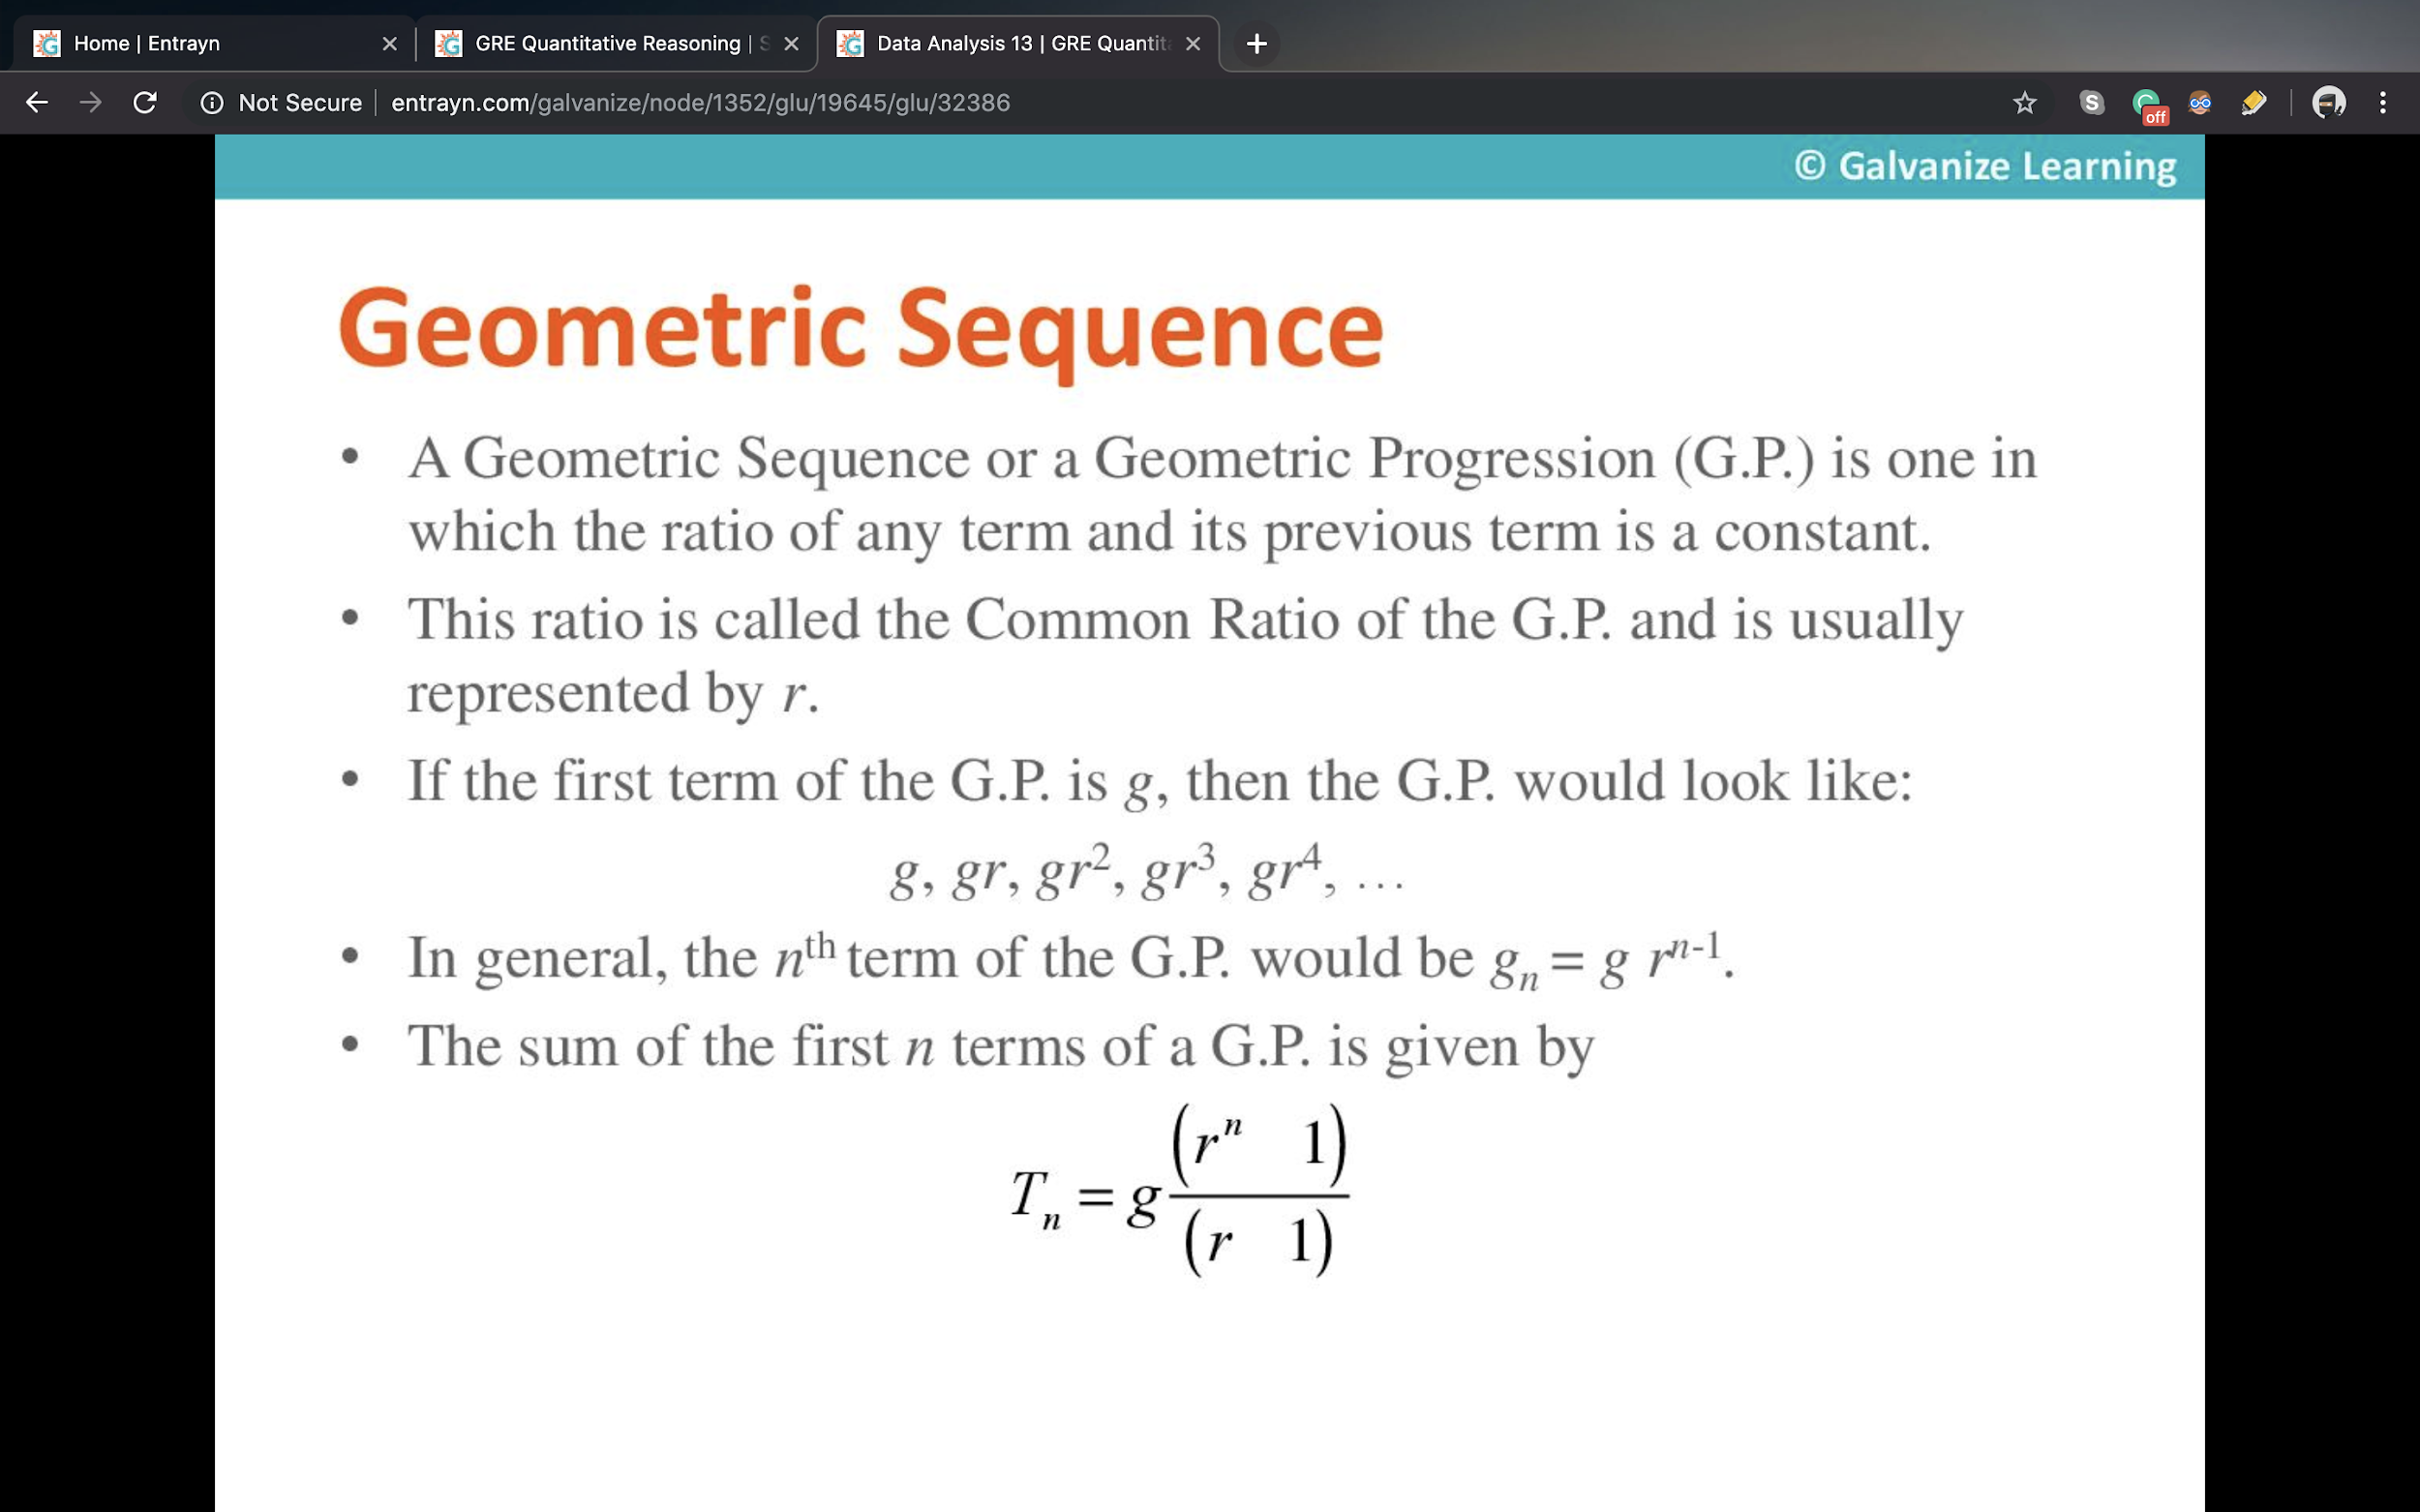 Home | Entrayn
GRE Quantitative Reasoning |
Data Analysis 13 | GRE Quantit
Not Secure
entrayn.com/galvanize/node/1352/glu/19645/glu/32386
S
off
© Galvanize Learning
Geometric Sequence
• A Geometric Sequence or a Geometric Progression (G.P.) is one in
which the ratio of any term and its previous term is a constant.
• This ratio is called the Common Ratio of the G.P. and is usually
represented by r.
• If the first term of the G.P. is g, then the G.P. would look like:
g, gr, gr², gr³, gr⁴, …
• In general, the nᵗʰ term of the G.P. would be gₙ = g rⁿ⁻¹.
• The sum of the first n terms of a G.P. is given by
(rⁿ 1)
Tₙ = g
(r 1)